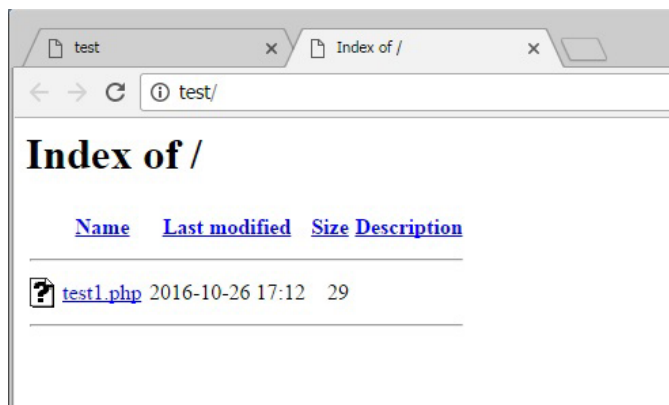 test Index of /
test/
Index of /
Name Last modified Size Description
test1.php 2016-10-26 17:12 29